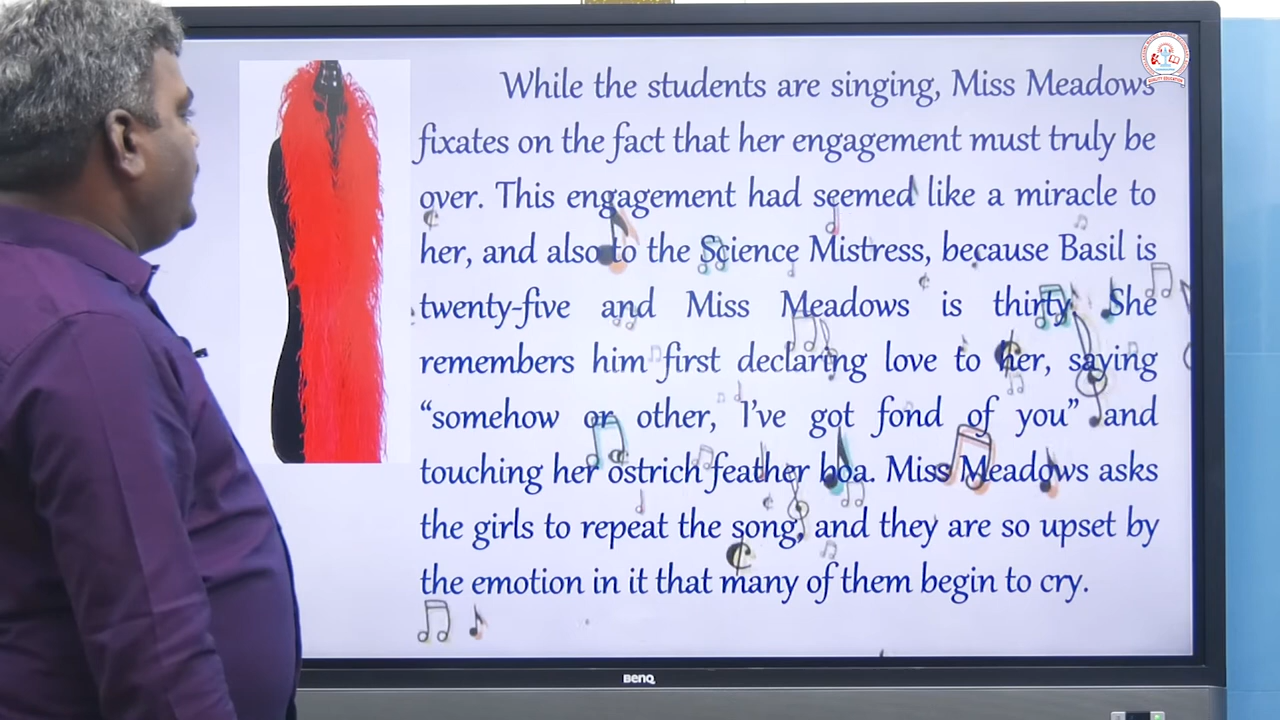 While the students are singing, Miss Meadows
fixates on the fact that her engagement must truly be
over. This engagement had seemed like a miracle to
her, and also to the Science Mistress, because Basil is
twenty-five and Miss Meadows is thirty. She
remembers him first declaring love to her, saying
“somehow or other, I’ve got fond of you” and
touching her ostrich feather boa. Miss Meadows asks
the girls to repeat the song, and they are so upset by
the emotion in it that many of them begin to cry.
BenQ
QUALITY EDUCATION